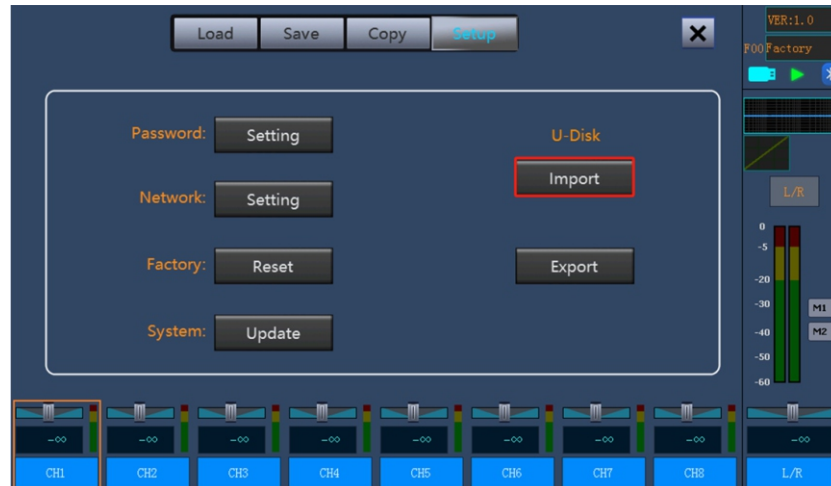 Load Save Copy Setup
VER:1.0
F00 Factory
Password: Setting
U-Disk
Import
Network: Setting
L/R
Factory: Reset
Export
System: Update
0
-5
-20
-30
-40
-50
-60
M1
M2
-∞ -∞ -∞ -∞ -∞ -∞ -∞ -∞ -∞
CH1 CH2 CH3 CH4 CH5 CH6 CH7 CH8 L/R